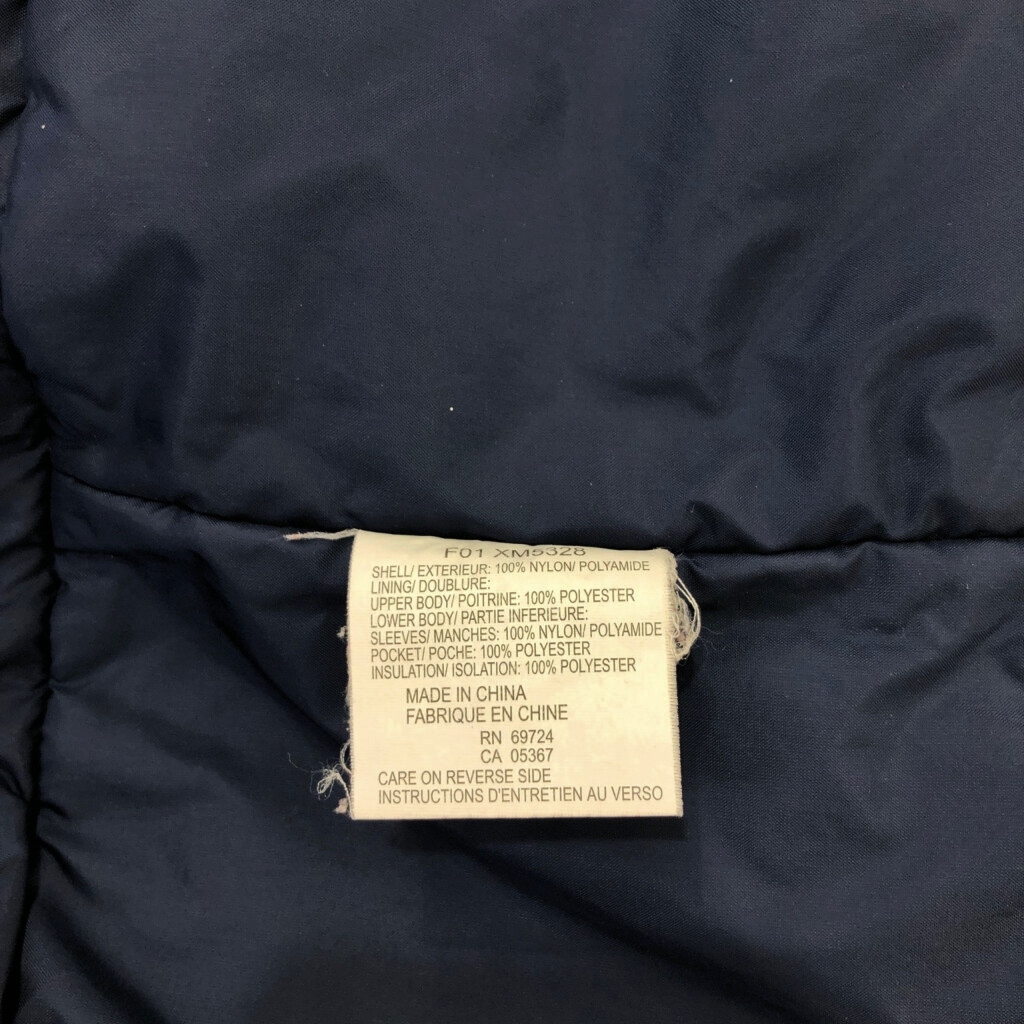 F01 XM5328
SHELL/ EXTERIEUR: 100% NYLON/ POLYAMIDE
LINING/ DOUBLURE:
UPPER BODY/ POITRINE: 100% POLYESTER
LOWER BODY/ PARTIE INFERIEURE:
SLEEVES/ MANCHES: 100% NYLON/ POLYAMIDE
POCKET/ POCHE: 100% POLYESTER
INSULATION/ ISOLATION: 100% POLYESTER
MADE IN CHINA
FABRIQUE EN CHINE
RN 69724
CA 05367
CARE ON REVERSE SIDE
INSTRUCTIONS D'ENTRETIEN AU VERSO